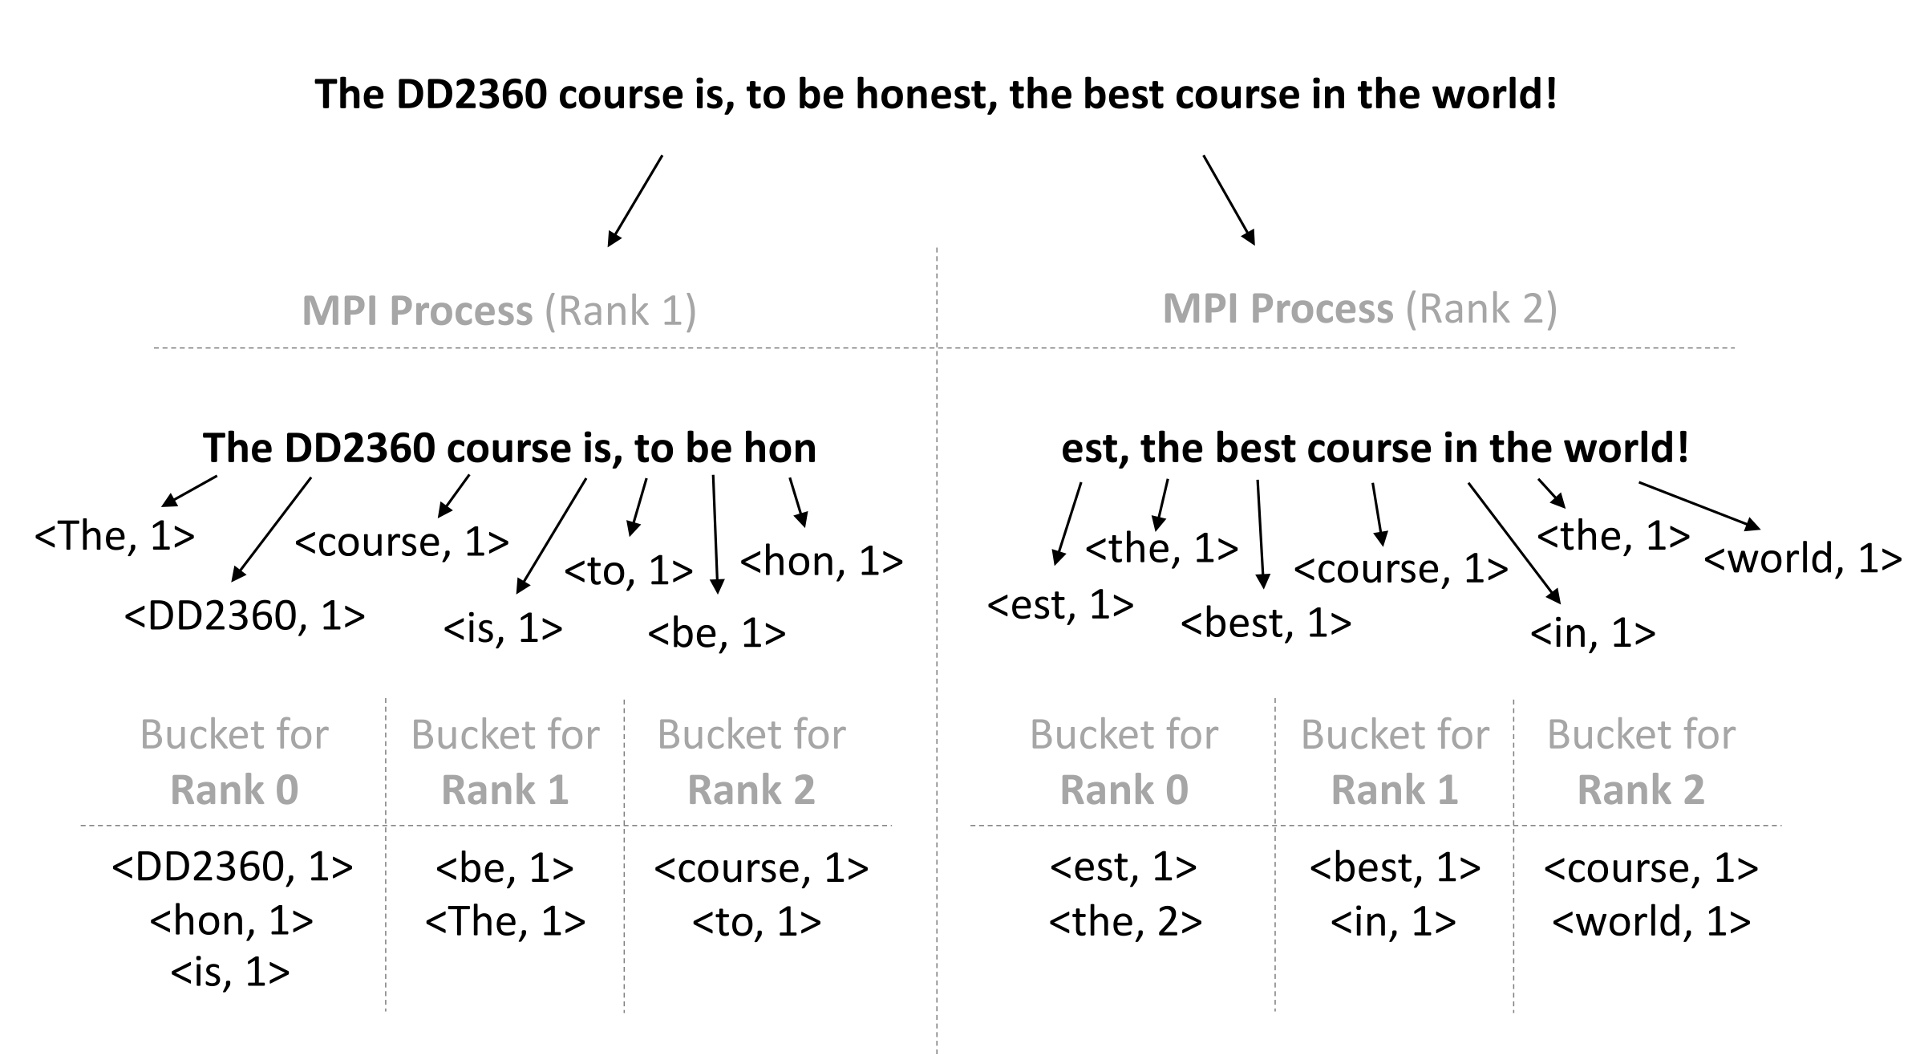 The DD2360 course is, to be honest, the best course in the world!
MPI Process (Rank 1)
The DD2360 course is, to be hon
<The, 1>
<course, 1>
<to, 1>
<hon, 1>
<DD2360, 1>
<is, 1>
<be, 1>
Bucket for
Rank 0
Bucket for
Rank 1
Bucket for
Rank 2
<DD2360, 1>
<hon, 1>
<is, 1>
<be, 1>
<The, 1>
<course, 1>
<to, 1>
MPI Process (Rank 2)
est, the best course in the world!
<the, 1>
<the, 1>
<course, 1>
<world, 1>
<est, 1>
<best, 1>
<in, 1>
Bucket for
Rank 0
Bucket for
Rank 1
Bucket for
Rank 2
<est, 1>
<the, 2>
<best, 1>
<in, 1>
<course, 1>
<world, 1>